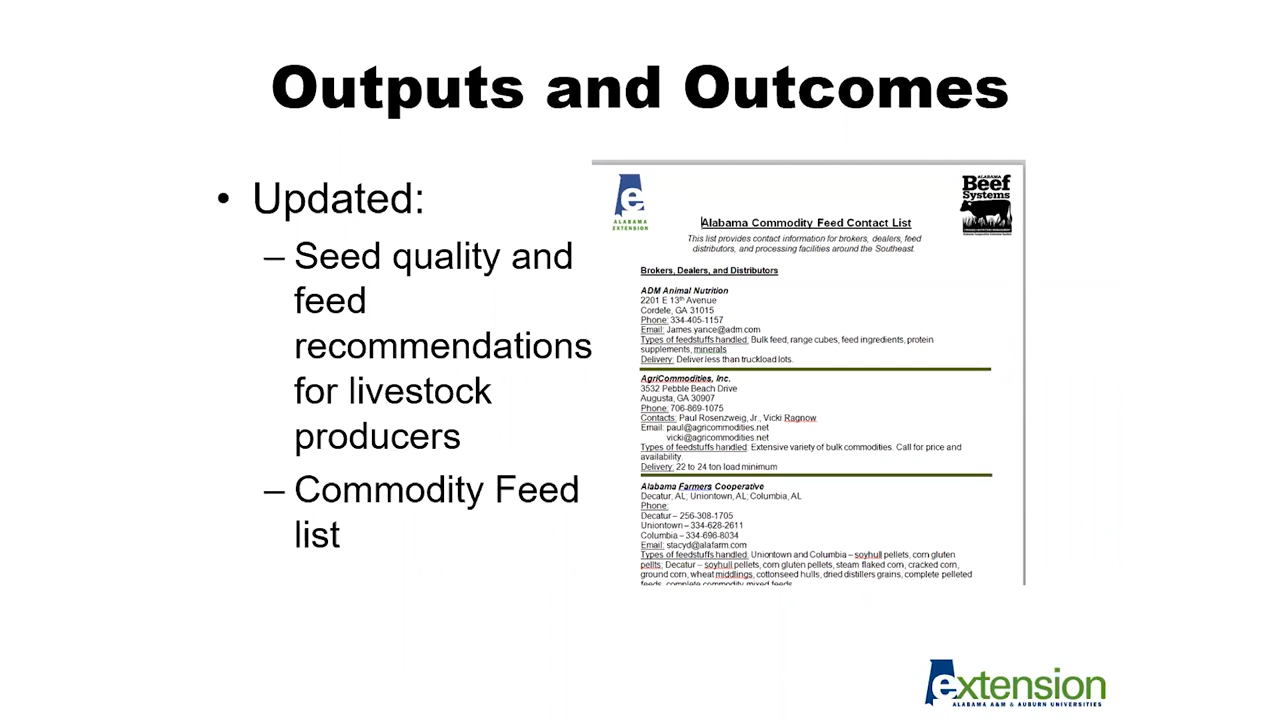 Outputs and Outcomes
• Updated:
– Seed quality and
feed
recommendations
for livestock
producers
– Commodity Feed
list
e
ALABAMA
EXTENSION
ALABAMA
Beef
Systems
Alabama Commodity Feed Contact List
This list provides contact information for brokers, dealers, feed
distributors, and processing facilities around the Southeast.
Brokers, Dealers, and Distributors
ADM Animal Nutrition
2201 E 13th Avenue
Cordele, GA 31015
Phone: 334-405-1157
Email: James.yance@adm.com
Types of feedstuffs handled: Bulk feed, range cubes, feed ingredients, protein
supplements, minerals
Delivery: Deliver less than truckload lots.
AgriCommodities, Inc.
3532 Pebble Beach Drive
Augusta, GA 30907
Phone: 706-869-1075
Contacts: Paul Rosenzweig, Jr., Vicki Ragnow
Email: paul@agricommodities.net
vicki@agricommodities.net
Types of feedstuffs handled: Extensive variety of bulk commodities. Call for price and
availability.
Delivery: 22 to 24 ton load minimum
Alabama Farmers Cooperative
Decatur, AL; Uniontown, AL; Columbia, AL
Phone:
Decatur – 256-308-1705
Uniontown – 334-628-2611
Columbia – 334-696-8034
Email: stacyd@alafarm.com
Types of feedstuffs handled: Uniontown and Columbia – soyhull pellets, corn gluten
pellts; Decatur – soyhull pellets, corn gluten pellets, steam flaked corn, cracked corn,
ground corn, wheat middlings, cottonseed hulls, dried distillers grains, complete pelleted
feeds, complete commodity mixed feeds
extension
ALABAMA A&M & AUBURN UNIVERSITIES